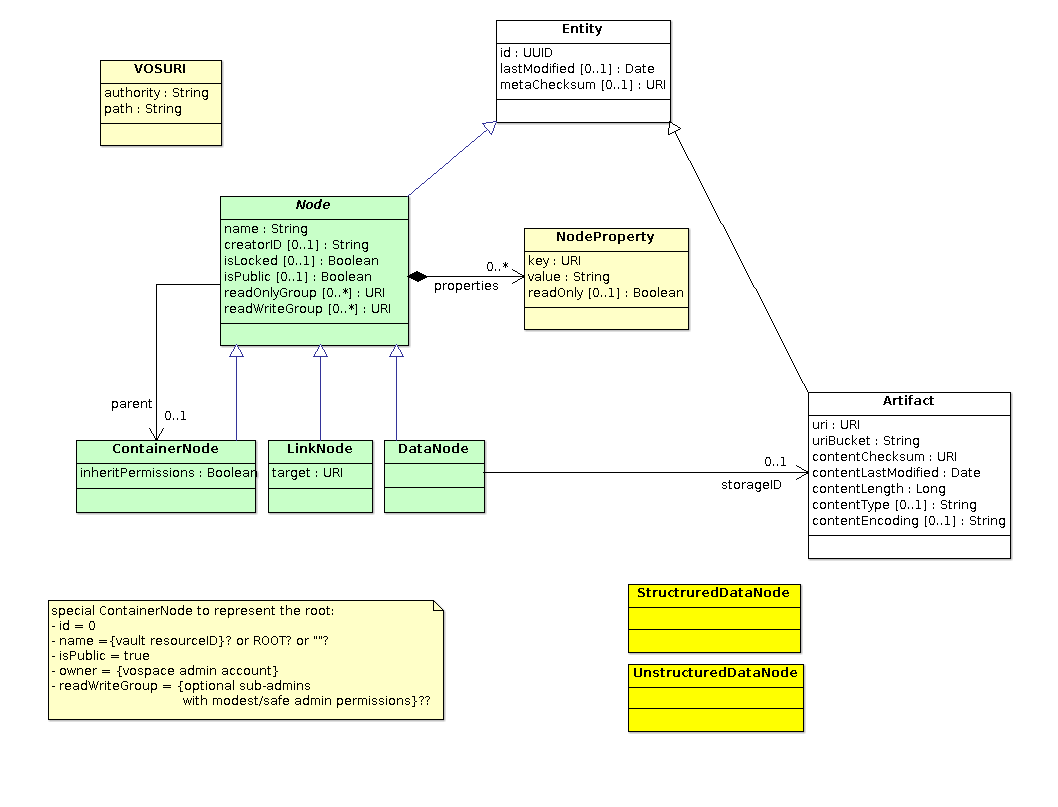 Entity
id : UUID
lastModified [0..1] : Date
metaChecksum [0..1] : URI
VOSURI
authority : String
path : String
Node
name : String
creatorID [0..1] : String
isLocked [0..1] : Boolean
isPublic [0..1] : Boolean
readOnlyGroup [0..*] : URI
readWriteGroup [0..*] : URI
0..*
properties
NodeProperty
key : URI
value : String
readOnly [0..1] : Boolean
parent
0..1
ContainerNode
inheritPermissions : Boolean
LinkNode
target : URI
DataNode
0..1
storageID
Artifact
uri : URI
uriBucket : String
contentChecksum : URI
contentLastModified : Date
contentLength : Long
contentType [0..1] : String
contentEncoding [0..1] : String
special ContainerNode to represent the root:
- id = 0
- name ={vault resourceID}? or ROOT? or ""?
- isPublic = true
- owner = {vospace admin account}
- readWriteGroup = {optional sub-admins
with modest/safe admin permissions}??
StructruredDataNode
UnstructuredDataNode